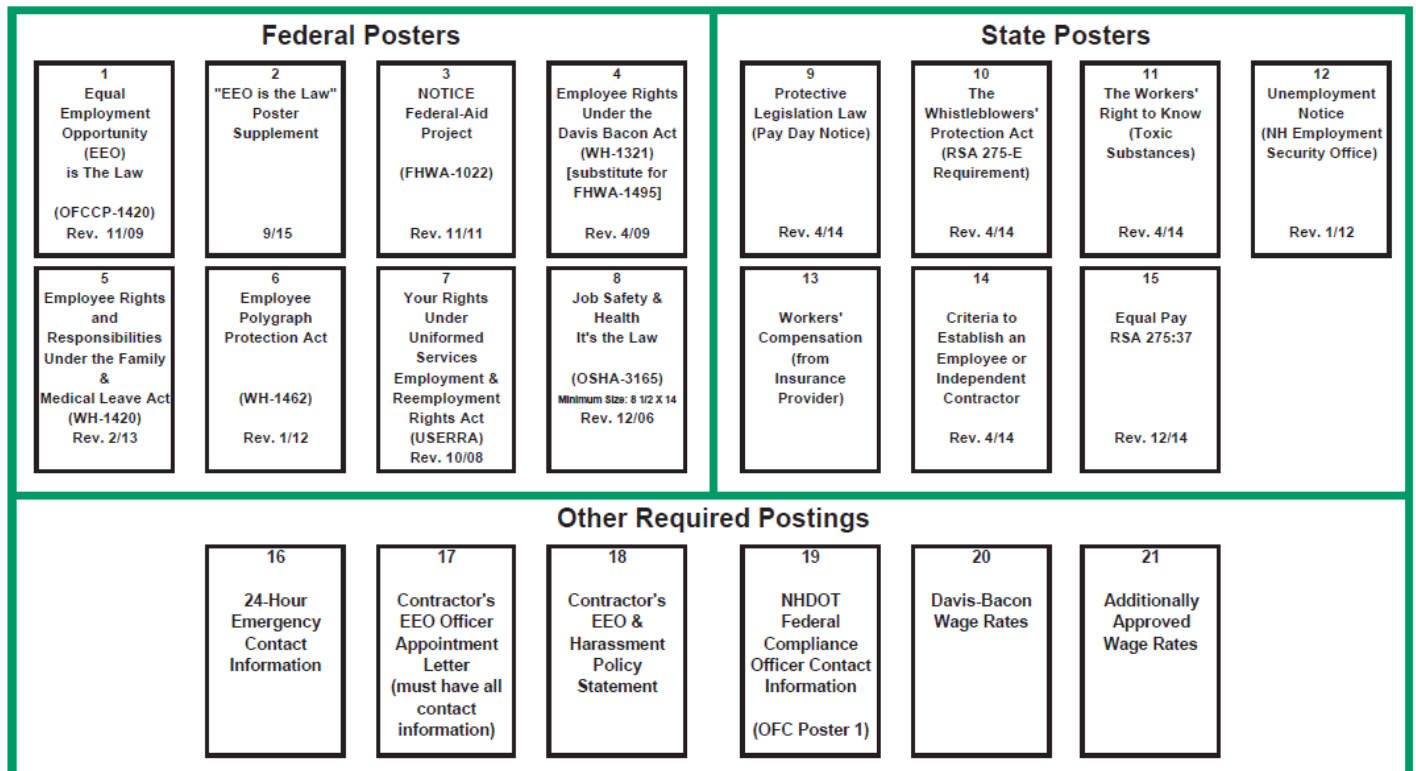 Federal Posters
1
Equal
Employment
Opportunity
(EEO)
is The Law
(OFCCP-1420)
Rev. 11/09
2
"EEO is the Law"
Poster
Supplement
9/15
3
NOTICE
Federal-Aid
Project
(FHWA-1022)
Rev. 11/11
4
Employee Rights
Under the
Davis Bacon Act
(WH-1321)
[substitute for
FHWA-1495]
Rev. 4/09
5
Employee Rights
and
Responsibilities
Under the Family
&
Medical Leave Act
(WH-1420)
Rev. 2/13
6
Employee
Polygraph
Protection Act
(WH-1462)
Rev. 1/12
7
Your Rights
Under
Uniformed
Services
Employment &
Reemployment
Rights Act
(USERRA)
Rev. 10/08
8
Job Safety &
Health
It's the Law
(OSHA-3165)
Minimum Size: 8 1/2 X 14
Rev. 12/06
State Posters
9
Protective
Legislation Law
(Pay Day Notice)
Rev. 4/14
10
The
Whistleblowers'
Protection Act
(RSA 275-E
Requirement)
Rev. 4/14
11
The Workers'
Right to Know
(Toxic
Substances)
Rev. 4/14
12
Unemployment
Notice
(NH Employment
Security Office)
Rev. 1/12
13
Workers'
Compensation
(from
Insurance
Provider)
14
Criteria to
Establish an
Employee or
Independent
Contractor
Rev. 4/14
15
Equal Pay
RSA 275:37
Rev. 12/14
Other Required Postings
16
24-Hour
Emergency
Contact
Information
17
Contractor's
EEO Officer
Appointment
Letter
(must have all
contact
information)
18
Contractor's
EEO &
Harassment
Policy
Statement
19
NHDOT
Federal
Compliance
Officer Contact
Information
(OFC Poster 1)
20
Davis-Bacon
Wage Rates
21
Additionally
Approved
Wage Rates